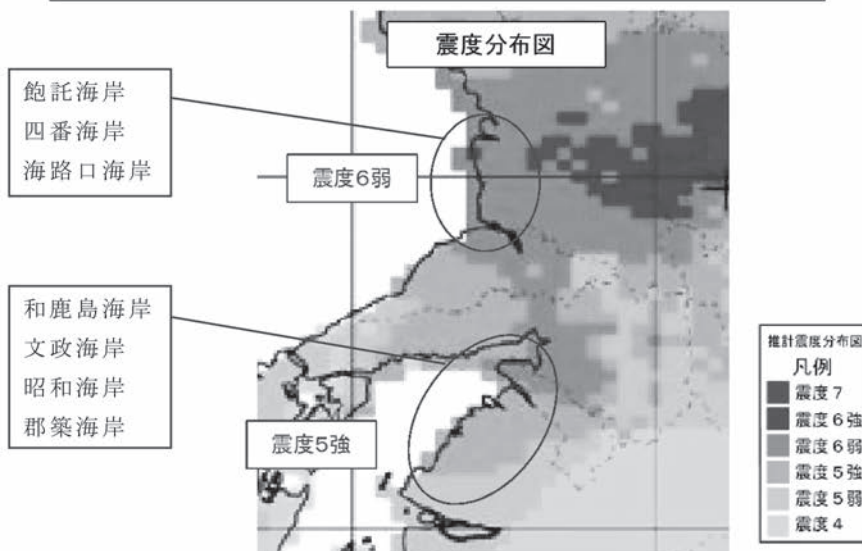 震度分布図
飽託海岸
四番海岸
海路口海岸
震度6弱
和鹿島海岸
文政海岸
昭和海岸
郡築海岸
震度5強
推計震度分布図
凡例
震度7
震度6強
震度6弱
震度5強
震度5弱
震度4